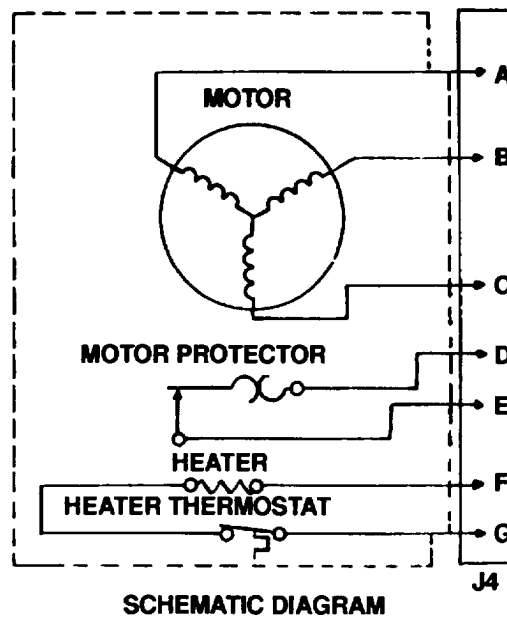 A
MOTOR
B
C
MOTOR PROTECTOR
D
E
HEATER
F
HEATER THERMOSTAT
G
J4
SCHEMATIC DIAGRAM